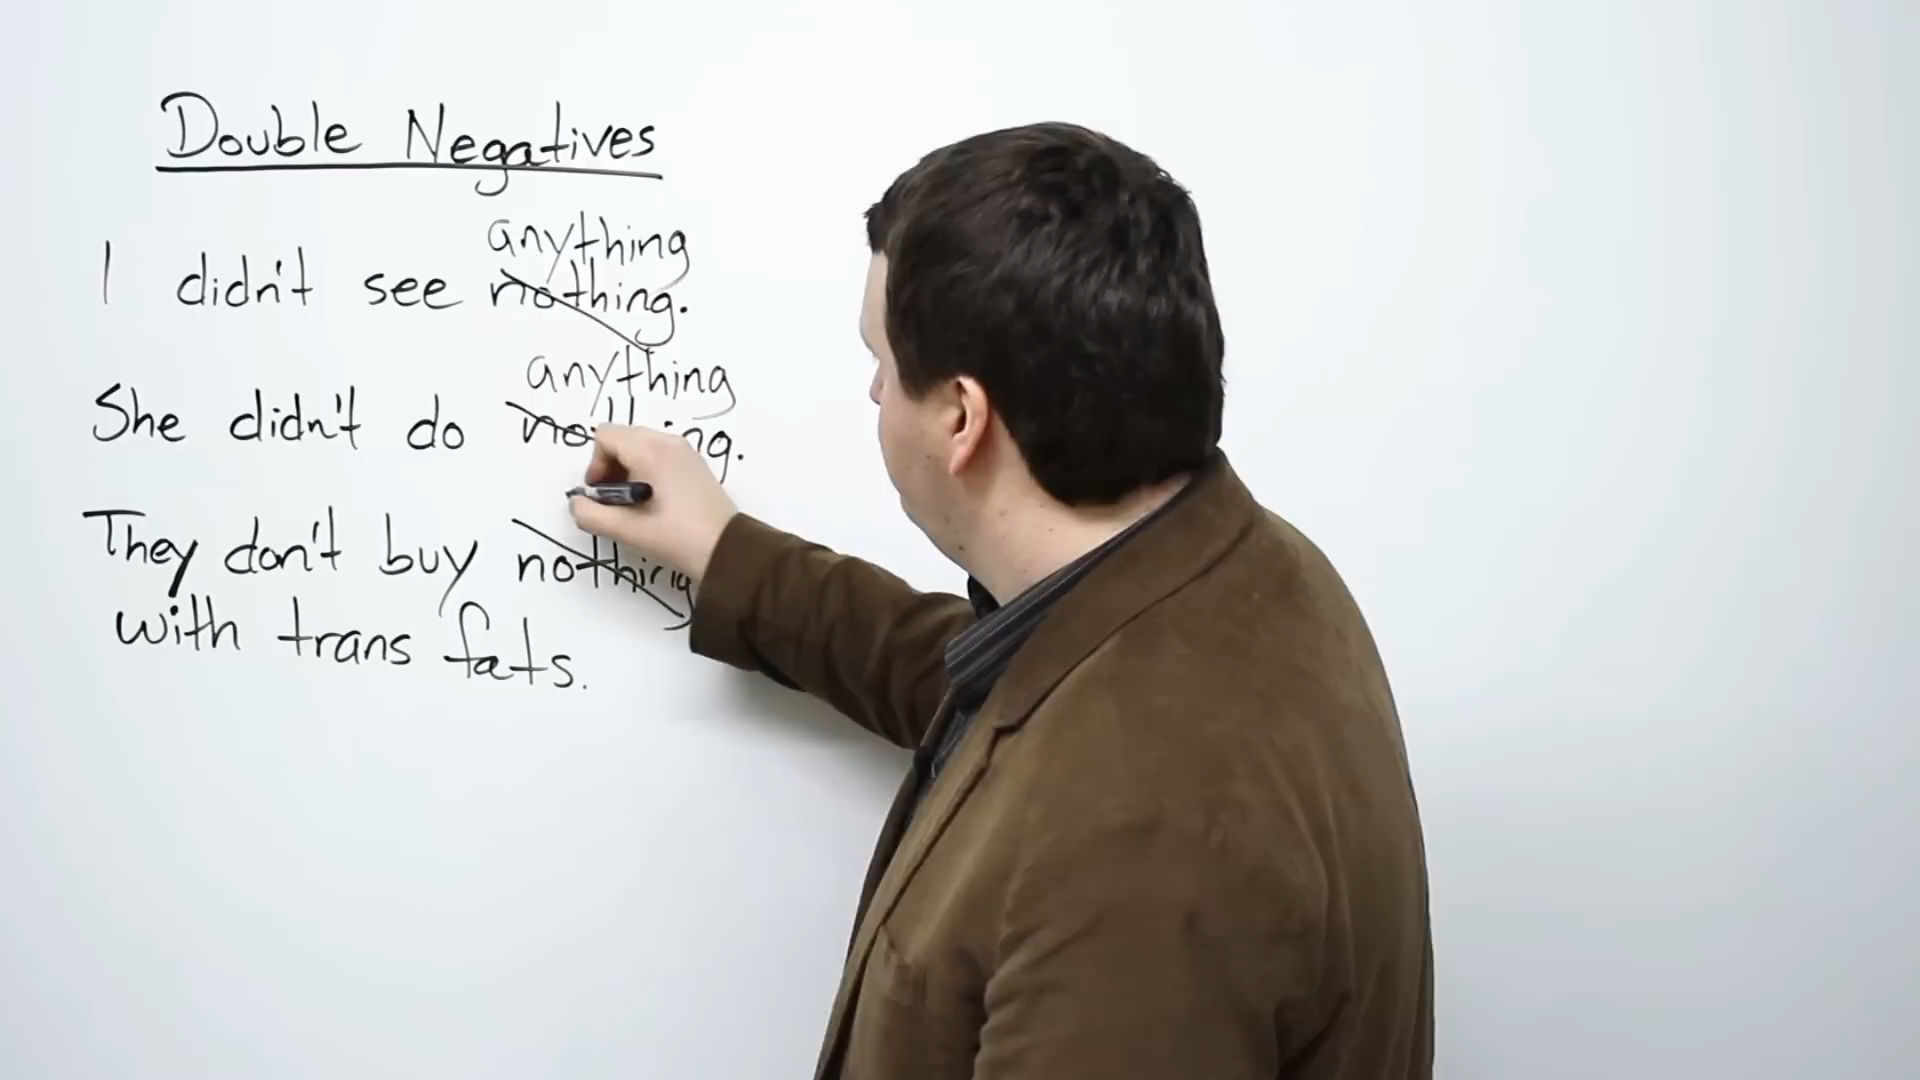 Double Negatives
anything
I didn't see nothing.
anything
She didn't do nothing.
They don't buy nothing
with trans fats.